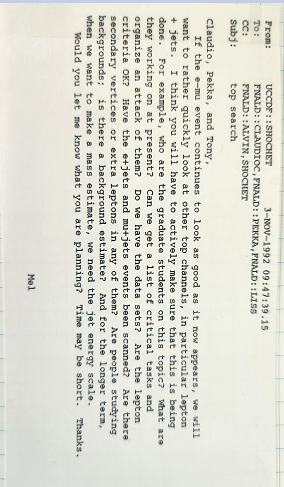 From: UCCDF::SHOCHET 3-NOV-1992 09:47:39.15
To: FNALD::CLAUDIOC,FNALD::PEKKA,FNALD::LISS
CC: FNALD::ALVIN,SHOCHET
Subj: top search
Claudio, Pekka, and Tony,
If the e-mu event continues to look as good as it now appears, we will
want to rather quickly look at other top channels, in particular lepton
+ jets. I think you will have to actively make sure that this is being
done. For example, who are the graduate students on this topic? What are
they working on at present? Can we get a list of critical tasks and
organize an attack of them? Do we have the data sets? Are the lepton
criteria OK? Have the e+jets and mu+jets events been scanned? Are there
secondary vertices or extra leptons in any of them? Are people studying
backgrounds; is there a background estimate? And for the longer term,
when we want to make a mass estimate, we need the jet energy scale.
Would you let me know what you are planning? Time may be short. Thanks.
Mel